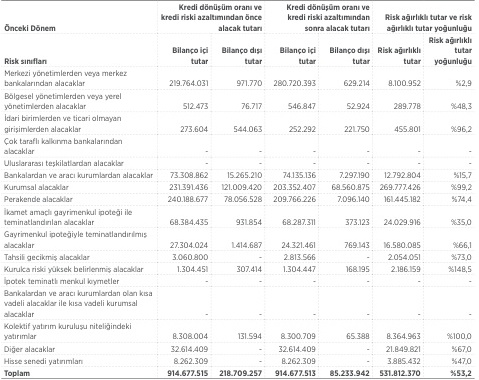 Önceki Dönem
Kredi dönüşüm oranı ve kredi riski azaltımından önce alacak tutarı
Kredi dönüşüm oranı ve kredi riski azaltımından sonra alacak tutarı
Risk ağırlıklı tutar ve risk ağırlıklı tutar yoğunluğu
Risk sınıfları Bilanço içi tutar Bilanço dışı tutar Bilanço içi tutar Bilanço dışı tutar Risk ağırlıklı tutar Risk ağırlıklı tutar yoğunluğu
Merkezi yönetimlerden veya merkez
bankalarından alacaklar 219.764.031 971.770 280.720.393 629.214 8.100.952 %2,9
Bölgesel yönetimlerden veya yerel
yönetimlerden alacaklar 512.473 76.717 546.847 52.924 289.778 %48,3
İdari birimlerden ve ticari olmayan
girişimlerden alacaklar 273.604 544.063 252.292 221.750 455.801 %96,2
Çok taraflı kalkınma bankalarından
alacaklar - - - - - -
Uluslararası teşkilatlardan alacaklar - - - - - -
Bankalardan ve aracı kurumlardan alacaklar 73.308.862 15.265.210 74.135.136 7.297.190 12.792.804 %15,7
Kurumsal alacaklar 231.391.436 121.009.420 203.352.407 68.560.875 269.777.426 %99,2
Perakende alacaklar 240.188.677 78.056.528 209.766.226 7.096.140 161.445.182 %74,4
İkamet amaçlı gayrimenkul ipoteği ile
teminatlandırılan alacaklar 68.384.435 931.854 68.287.311 373.123 24.029.916 %35,0
Gayrimenkul ipoteğiyle teminatlandırılmış
alacaklar 27.304.024 1.414.687 24.321.461 769.143 16.580.085 %66,1
Tahsili gecikmiş alacaklar 3.060.800 - 2.813.566 - 2.054.051 %73,0
Kurulca riski yüksek belirlenmiş alacaklar 1.304.451 307.414 1.304.447 168.195 2.186.159 %148,5
İpotek teminatlı menkul kıymetler - - - - - -
Bankalardan ve aracı kurumlardan olan kısa
vadeli alacaklar ile kısa vadeli kurumsal
alacaklar - - - - - -
Kolektif yatırım kuruluşu niteliğindeki
yatırımlar 8.308.004 131.594 8.300.709 65.388 8.364.963 %100,0
Diğer alacaklar 32.614.409 - 32.614.409 - 21.849.821 %67,0
Hisse senedi yatırımları 8.262.309 - 8.262.309 - 3.885.432 %47,0
Toplam 914.677.515 218.709.257 914.677.513 85.233.942 531.812.370 %53,2